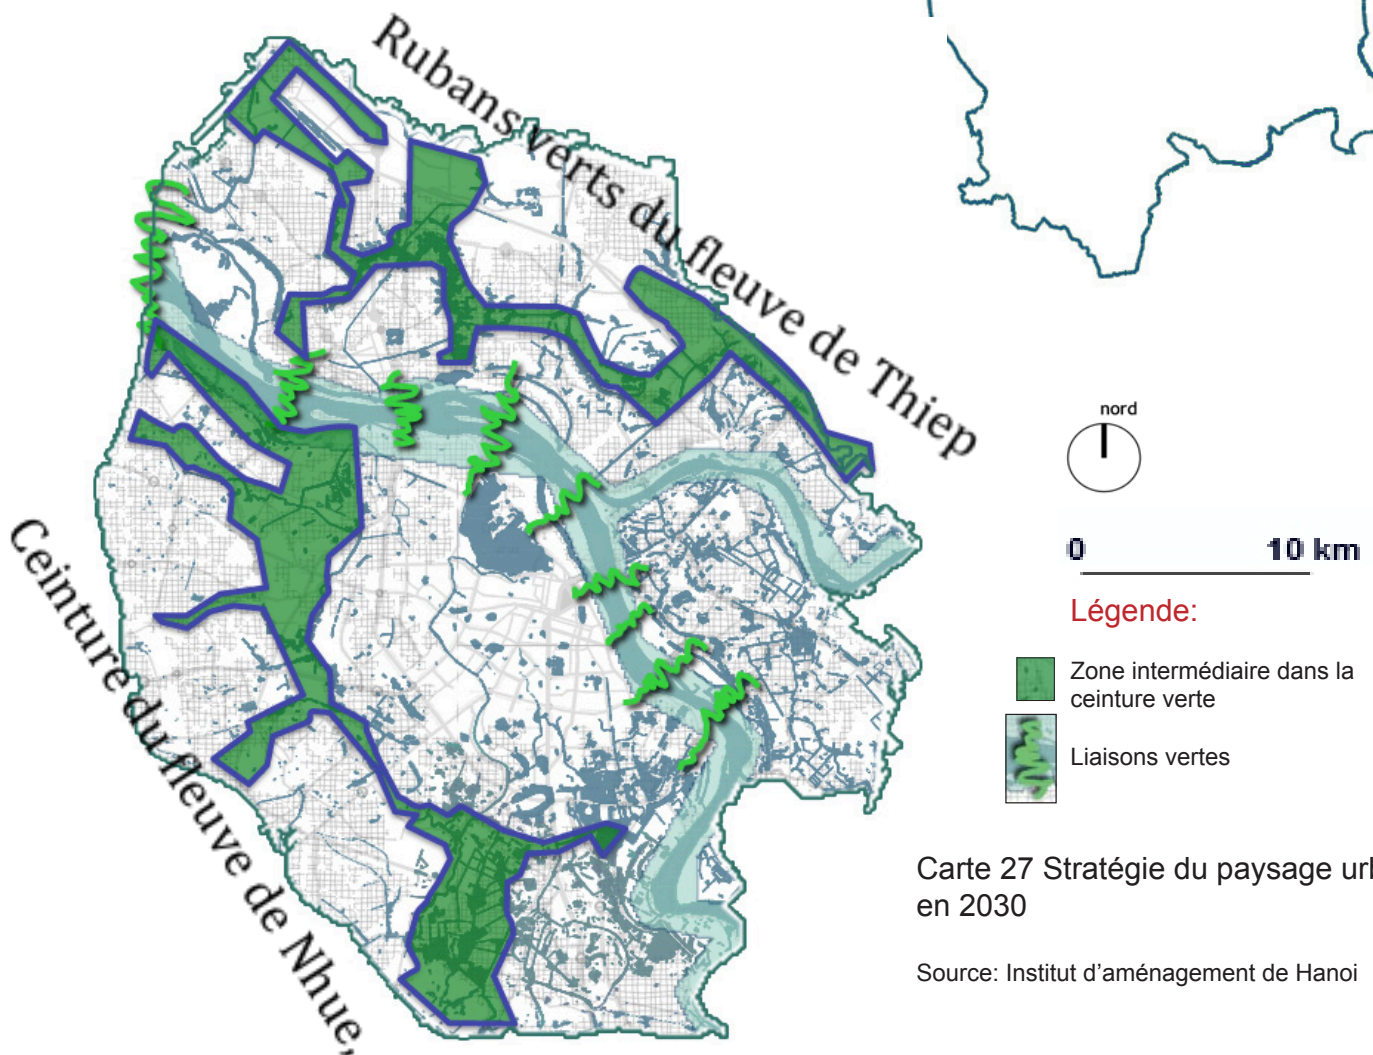 Rubans verts du fleuve de Thiep
Ceinture du fleuve de Nhue,
nord
0 10 km
Légende:
Zone intermédiaire dans la
ceinture verte
Liaisons vertes
Carte 27 Stratégie du paysage
en 2030
Source: Institut d’aménagement de Hanoi